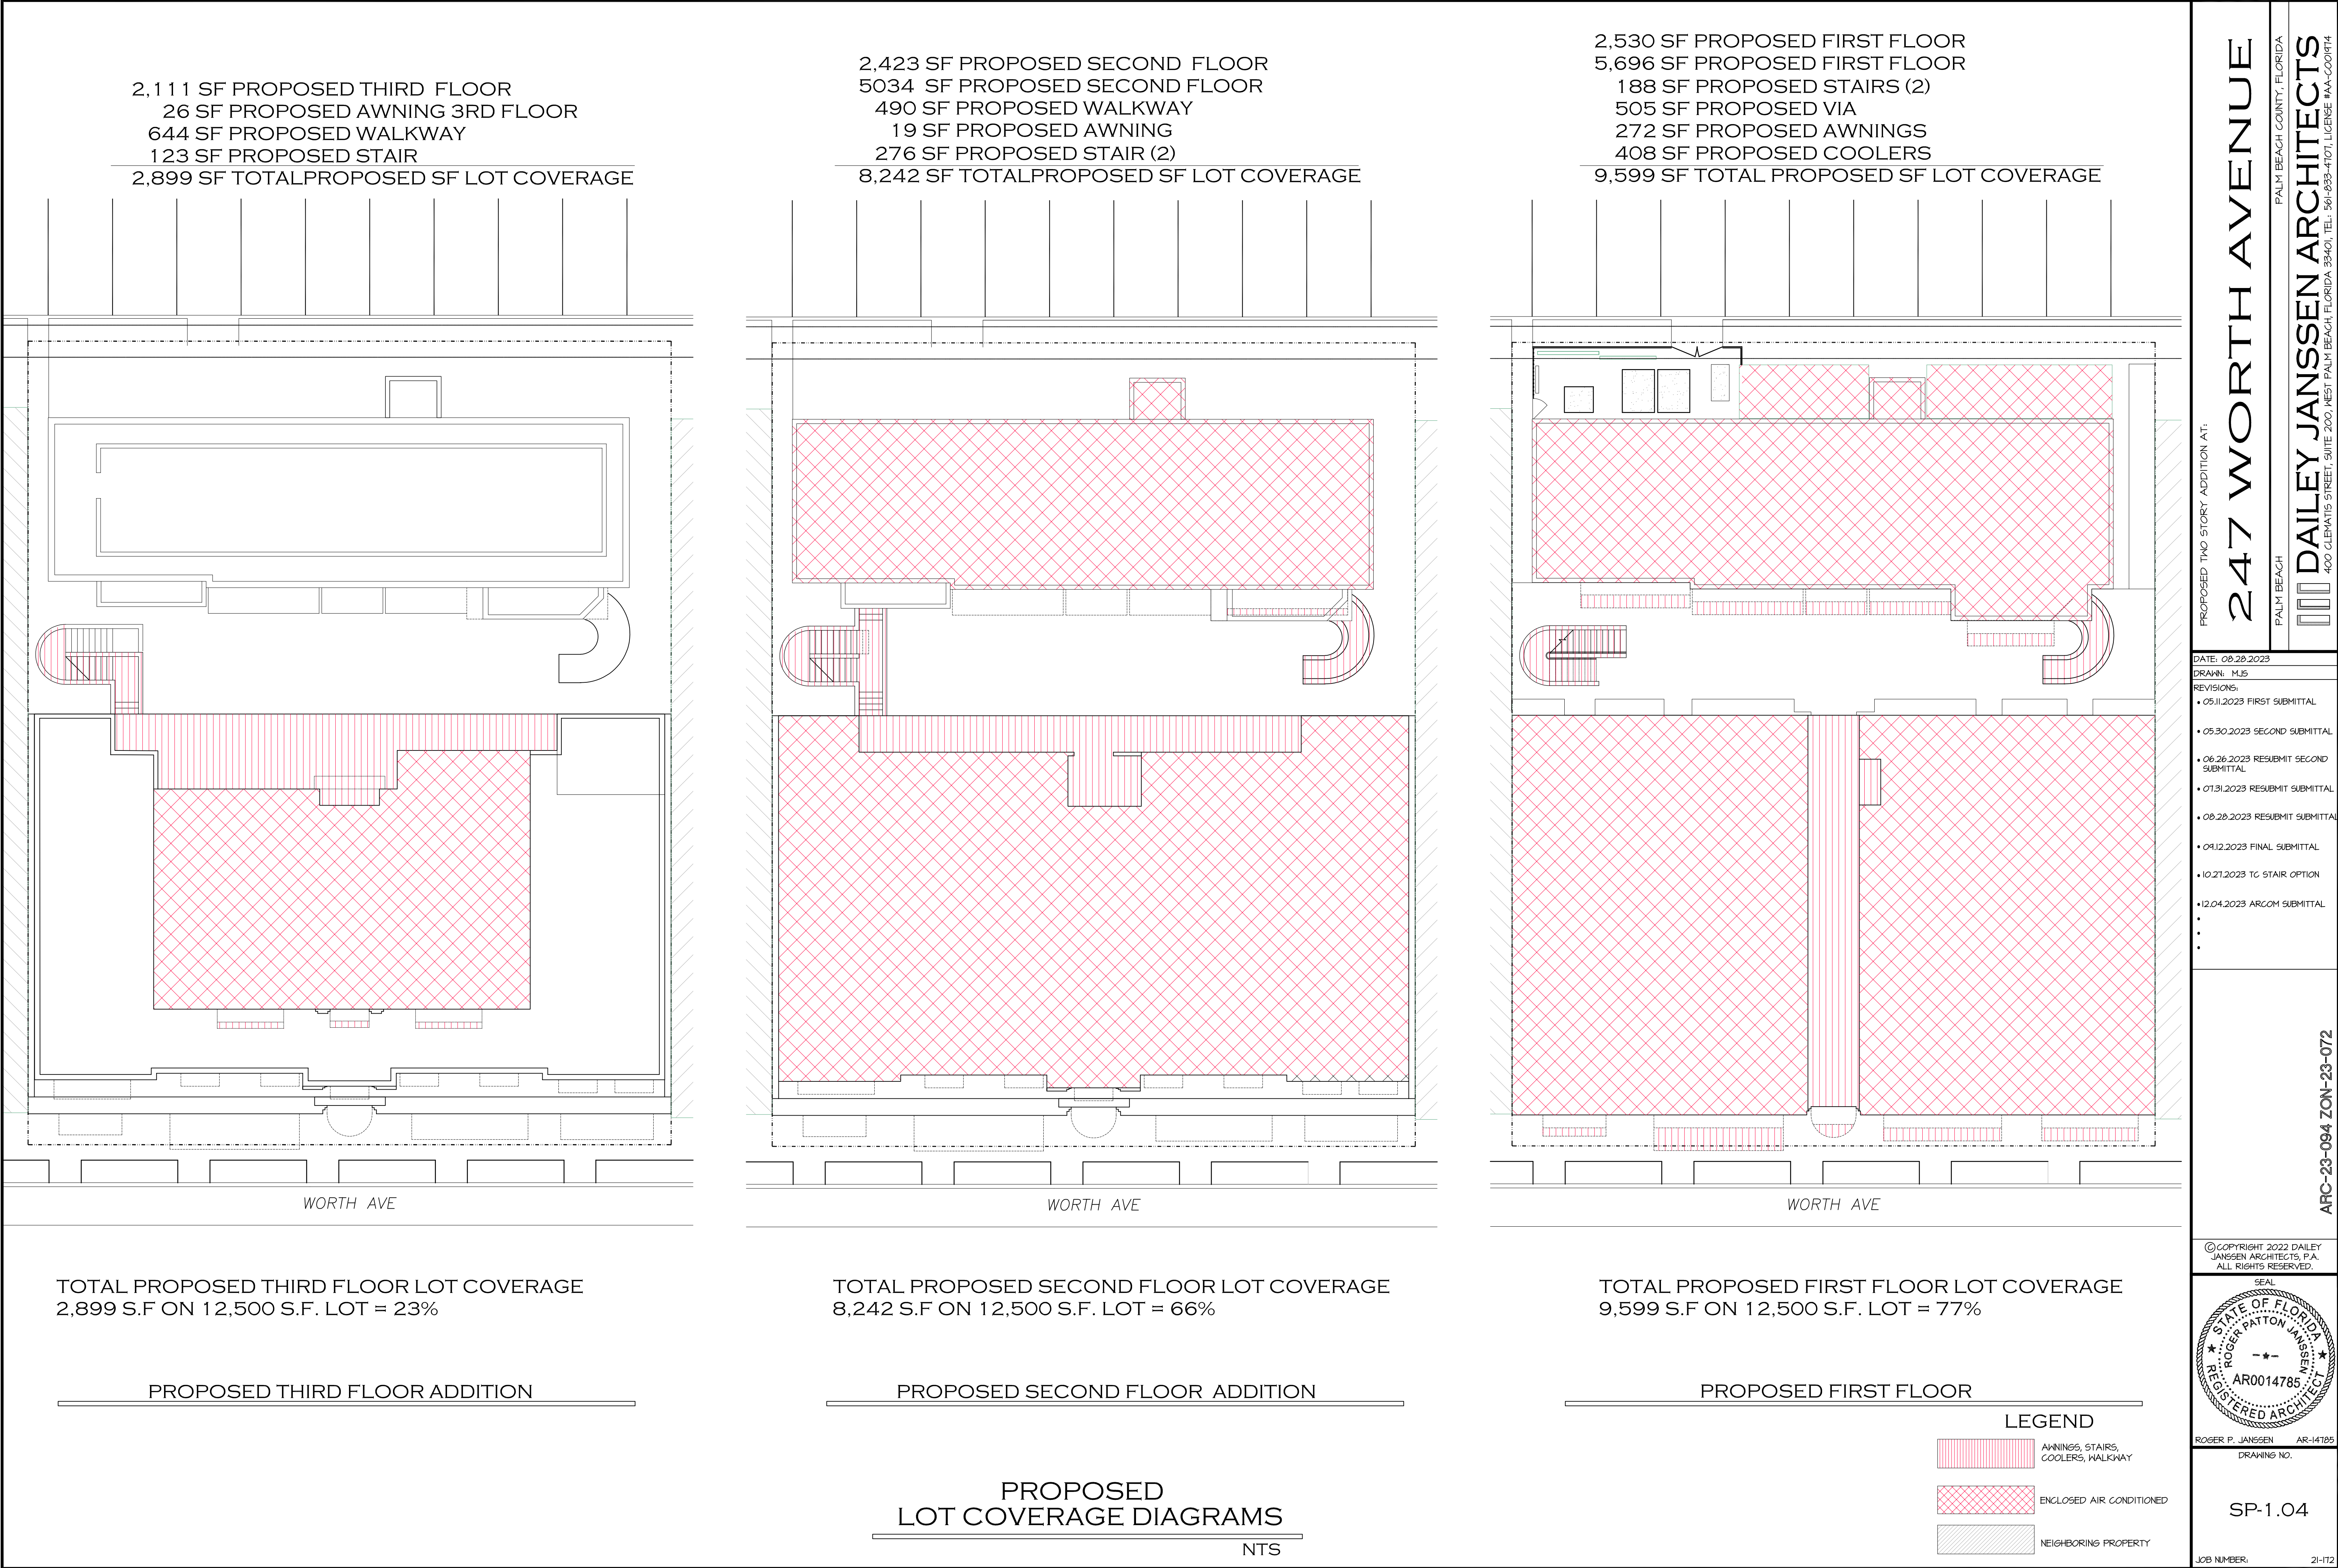 2,111 SF PROPOSED THIRD FLOOR
26 SF PROPOSED AWNING 3RD FLOOR
644 SF PROPOSED WALKWAY
123 SF PROPOSED STAIR
2,899 SF TOTALPROPOSED SF LOT COVERAGE
WORTH AVE
TOTAL PROPOSED THIRD FLOOR LOT COVERAGE
2,899 S.F ON 12,500 S.F. LOT = 23%
PROPOSED THIRD FLOOR ADDITION
2,423 SF PROPOSED SECOND FLOOR
5034 SF PROPOSED SECOND FLOOR
490 SF PROPOSED WALKWAY
19 SF PROPOSED AWNING
276 SF PROPOSED STAIR (2)
8,242 SF TOTALPROPOSED SF LOT COVERAGE
WORTH AVE
TOTAL PROPOSED SECOND FLOOR LOT COVERAGE
8,242 S.F ON 12,500 S.F. LOT = 66%
PROPOSED SECOND FLOOR ADDITION
2,530 SF PROPOSED FIRST FLOOR
5,696 SF PROPOSED FIRST FLOOR
188 SF PROPOSED STAIRS (2)
505 SF PROPOSED VIA
272 SF PROPOSED AWNINGS
408 SF PROPOSED COOLERS
9,599 SF TOTAL PROPOSED SF LOT COVERAGE
WORTH AVE
TOTAL PROPOSED FIRST FLOOR LOT COVERAGE
9,599 S.F ON 12,500 S.F. LOT = 77%
PROPOSED FIRST FLOOR
LEGEND
AWNINGS, STAIRS,
COOLERS, WALKWAY
ENCLOSED AIR CONDITIONED
NEIGHBORING PROPERTY
PROPOSED
LOT COVERAGE DIAGRAMS
NTS
PROPOSED TWO STORY ADDITION AT:
247 WORTH AVENUE
PALM BEACH
PALM BEACH COUNTY, FLORIDA
DAILEY JANSSEN ARCHITECTS
400 CLEMATIS STREET, SUITE 200, WEST PALM BEACH, FLORIDA 33401, TEL: 561-833-4707, LICENSE #AA-C001974
DATE: 08.28.2023
DRAWN: MJS
REVISIONS:
• 05.11.2023 FIRST SUBMITTAL
• 05.30.2023 SECOND SUBMITTAL
• 06.26.2023 RESUBMIT SECOND
SUBMITTAL
• 07.31.2023 RESUBMIT SUBMITTAL
• 08.28.2023 RESUBMIT SUBMITTAL
• 09.12.2023 FINAL SUBMITTAL
• 10.27.2023 TC STAIR OPTION
• 12.04.2023 ARCOM SUBMITTAL
•
•
•
ARC-23-094 ZON-23-072
© COPYRIGHT 2022 DAILEY
JANSSEN ARCHITECTS, P.A.
ALL RIGHTS RESERVED.
SEAL
STATE OF FLORIDA
ROGER PATTON JANSSEN
AR0014785
REGISTERED ARCHITECT
ROGER P. JANSSEN AR-14785
DRAWING NO.
SP-1.04
JOB NUMBER: 21-172